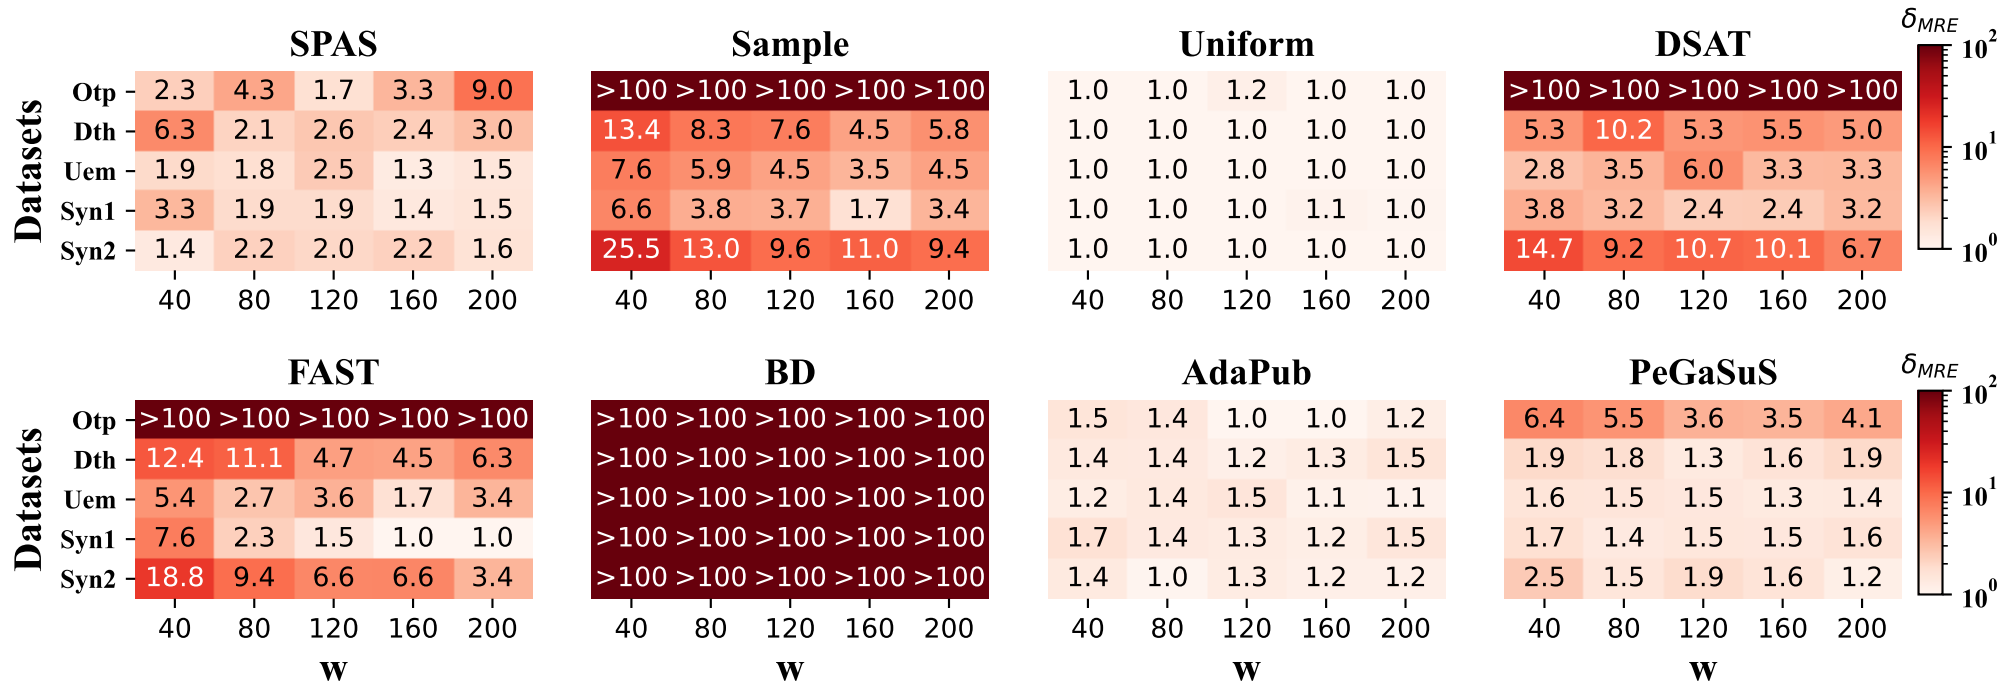 SPAS Sample Uniform DSAT δMRE
Otp 2.3 4.3 1.7 3.3 9.0 >100 >100 >100 >100 >100 1.0 1.0 1.2 1.0 1.0 >100 >100 >100 >100 >100 10²
Dth 6.3 2.1 2.6 2.4 3.0 13.4 8.3 7.6 4.5 5.8 1.0 1.0 1.0 1.0 1.0 5.3 10.2 5.3 5.5 5.0 10¹
Uem 1.9 1.8 2.5 1.3 1.5 7.6 5.9 4.5 3.5 4.5 1.0 1.0 1.0 1.0 1.0 2.8 3.5 6.0 3.3 3.3
Syn1 3.3 1.9 1.9 1.4 1.5 6.6 3.8 3.7 1.7 3.4 1.0 1.0 1.0 1.1 1.0 3.8 3.2 2.4 2.4 3.2
Syn2 1.4 2.2 2.0 2.2 1.6 25.5 13.0 9.6 11.0 9.4 1.0 1.0 1.0 1.0 1.0 14.7 9.2 10.7 10.1 6.7 10⁰
Datasets
40 80 120 160 200 40 80 120 160 200 40 80 120 160 200 40 80 120 160 200
FAST BD AdaPub PeGaSuS δMRE
Otp >100 >100 >100 >100 >100 >100 >100 >100 >100 >100 1.5 1.4 1.0 1.0 1.2 6.4 5.5 3.6 3.5 4.1 10²
Dth 12.4 11.1 4.7 4.5 6.3 >100 >100 >100 >100 >100 1.4 1.4 1.2 1.3 1.5 1.9 1.8 1.3 1.6 1.9
Uem 5.4 2.7 3.6 1.7 3.4 >100 >100 >100 >100 >100 1.2 1.4 1.5 1.1 1.1 1.6 1.5 1.5 1.3 1.4 10¹
Syn1 7.6 2.3 1.5 1.0 1.0 >100 >100 >100 >100 >100 1.7 1.4 1.3 1.2 1.5 1.7 1.4 1.5 1.5 1.6
Syn2 18.8 9.4 6.6 6.6 3.4 >100 >100 >100 >100 >100 1.4 1.0 1.3 1.2 1.2 2.5 1.5 1.9 1.6 1.2 10⁰
Datasets
40 80 120 160 200 40 80 120 160 200 40 80 120 160 200 40 80 120 160 200
w w w w